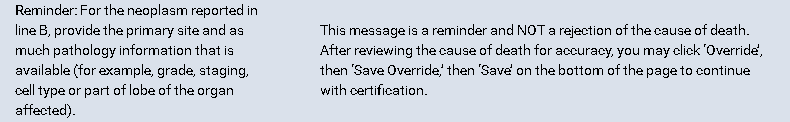 Reminder: For the neoplasm reported in
line B, provide the primary site and as
much pathology information that is
available (for example, grade, staging,
cell type or part of lobe of the organ
affected).
This message is a reminder and NOT a rejection of the cause of death.
After reviewing the cause of death for accuracy, you may click 'Override',
then 'Save Override,' then 'Save' on the bottom of the page to continue
with certification.